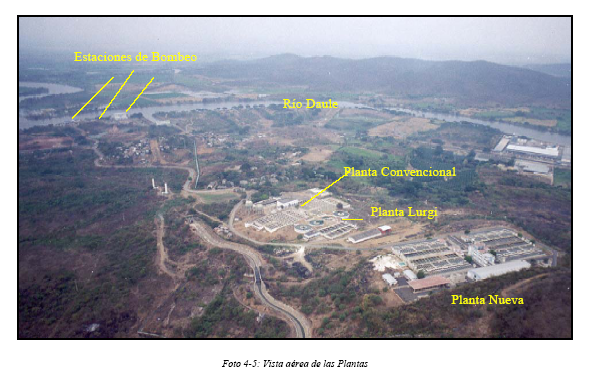 Estaciones de Bombeo
Río Daule
Planta Convencional
Planta Lurgi
Planta Nueva
Foto 4-5: Vista aérea de las Plantas